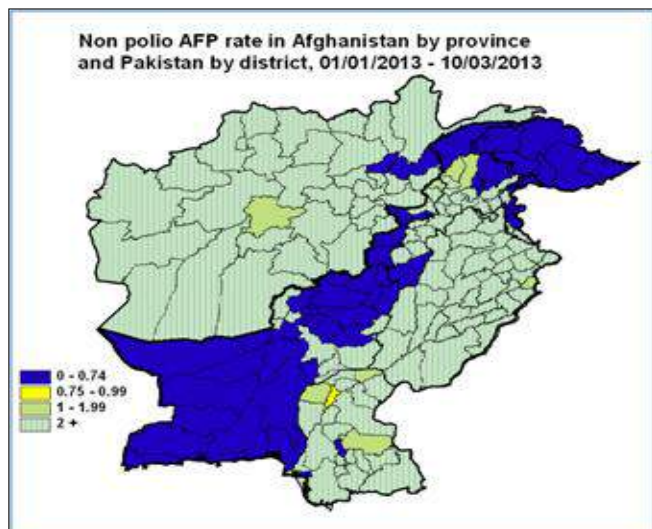 Non polio AFP rate in Afghanistan by province
and Pakistan by district, 01/01/2013 - 10/03/2013
0 - 0.74
0.75 - 0.99
1 - 1.99
2 +